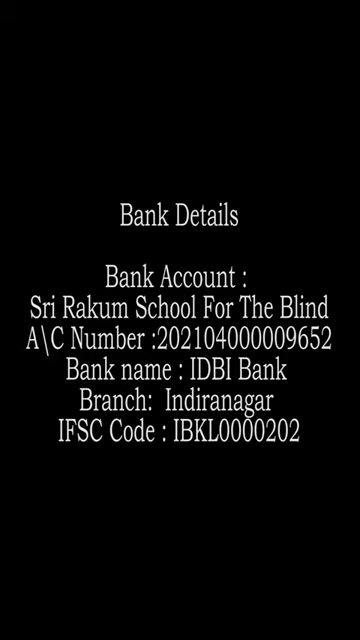 Bank Details
Bank Account :
Sri Rakum School For The Blind
A\C Number :202104000009652
Bank name : IDBI Bank
Branch:  Indiranagar
IFSC Code : IBKL0000202